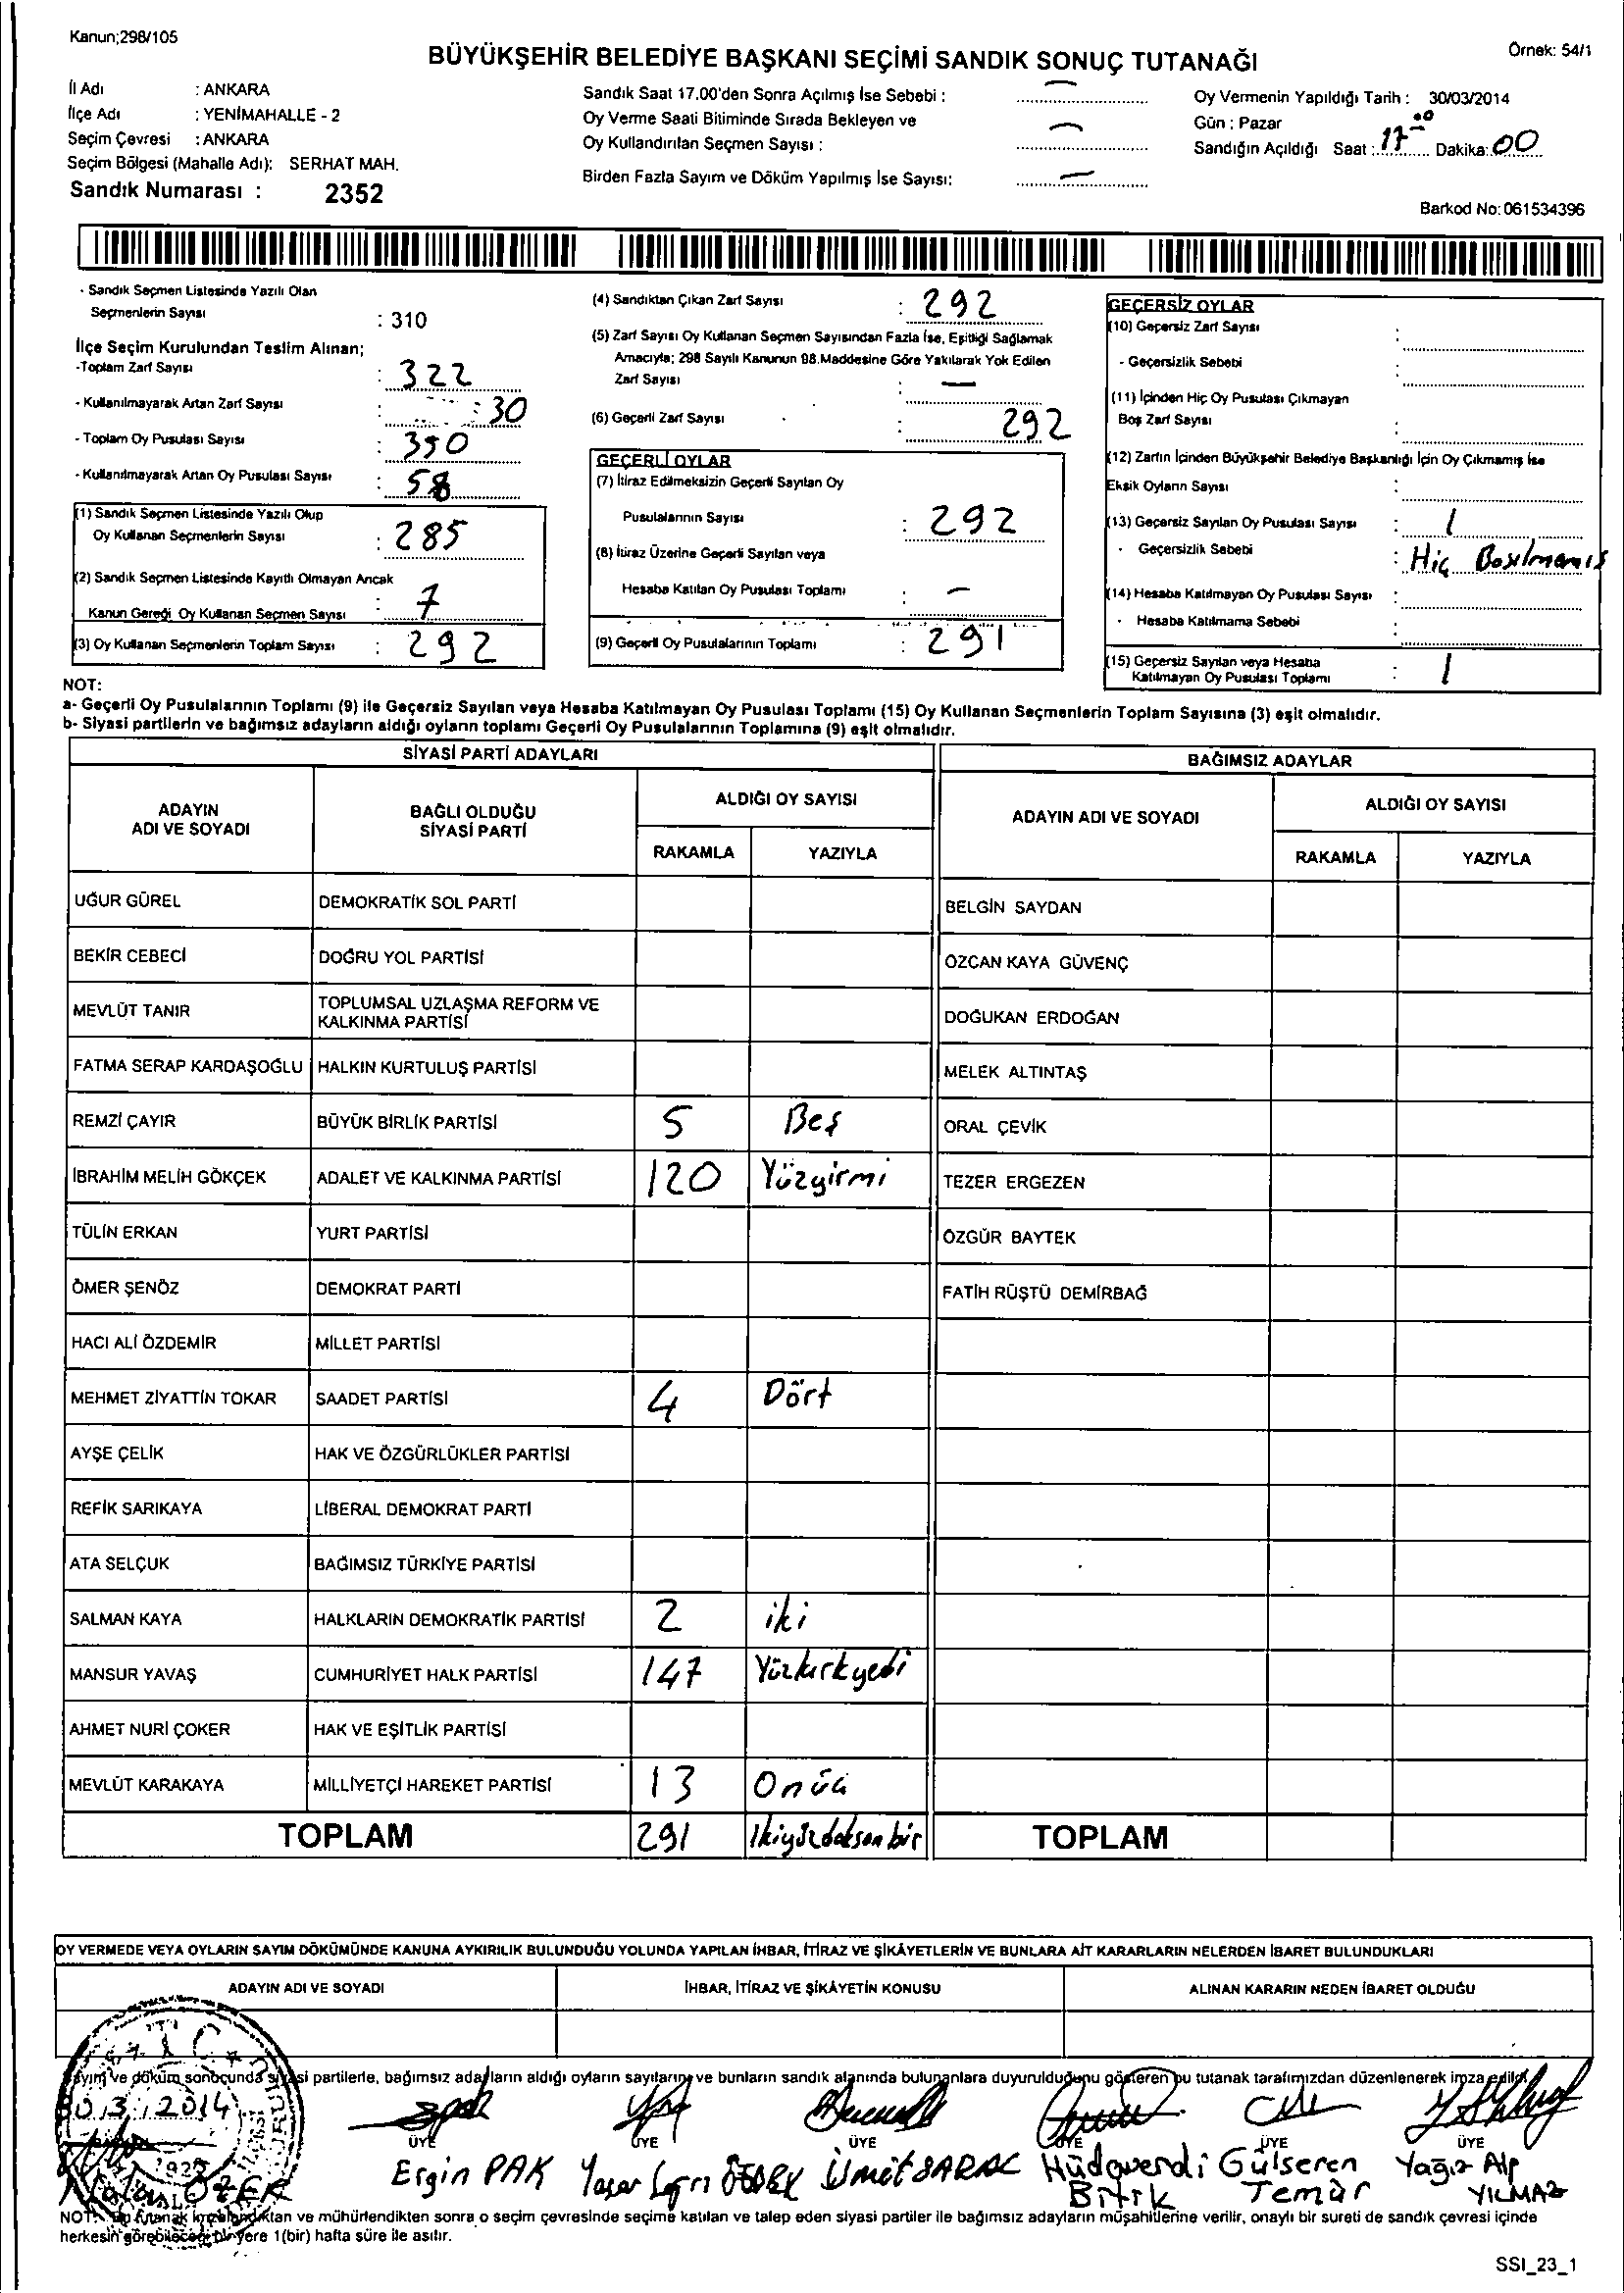 Kanun;298/105
Örnek: 54/1
BÜYÜKŞEHİR BELEDİYE BAŞKANI SEÇİMİ SANDIK SONUÇ TUTANAĞI
İl Adı : ANKARA
İlçe Adı : YENİMAHALLE - 2
Seçim Çevresi : ANKARA
Seçim Bölgesi (Mahalle Adı): SERHAT MAH.
Sandık Numarası : 2352
Sandık Saat 17.00'den Sonra Açılmış İse Sebebi : —
Oy Verme Saati Bitiminde Sırada Bekleyen ve
Oy Kullandırılan Seçmen Sayısı : —
Birden Fazla Sayım ve Döküm Yapılmış İse Sayısı: —
Oy Vermenin Yapıldığı Tarih : 30/03/2014
Gün : Pazar
Sandığın Açıldığı Saat : 17-00 Dakika: 00
Barkod No: 061534396
- Sandık Seçmen Listesinde Yazılı Olan
Seçmenlerin Sayısı : 310
İlçe Seçim Kurulundan Teslim Alınan;
-Toplam Zarf Sayısı : 322
- Kullanılmayarak Artan Zarf Sayısı : 30
- Toplam Oy Pusulası Sayısı : 350
- Kullanılmayarak Artan Oy Pusulası Sayısı : 58
(1) Sandık Seçmen Listesinde Yazılı Olup
Oy Kullanan Seçmenlerin Sayısı : 285
(2) Sandık Seçmen Listesinde Kayıtlı Olmayan Ancak
Kanun Gereği Oy Kullanan Seçmen Sayısı : 7
(3) Oy Kullanan Seçmenlerin Toplam Sayısı : 292
(4) Sandıktan Çıkan Zarf Sayısı : 292
(5) Zarf Sayısı Oy Kullanan Seçmen Sayısından Fazla İse, Eşitliği Sağlamak
Amacıyla; 298 Sayılı Kanunun 98.Maddesine Göre Yakılarak Yok Edilen
Zarf Sayısı : —
(6) Geçerli Zarf Sayısı : 292
GEÇERLİ OYLAR
(7) İtiraz Edilmeksizin Geçerli Sayılan Oy
Pusulalarının Sayısı : 292
(8) İtiraz Üzerine Geçerli Sayılan veya
Hesaba Katılan Oy Pusulası Toplamı : —
(9) Geçerli Oy Pusulalarının Toplamı : 291
GEÇERSİZ OYLAR
(10) Geçersiz Zarf Sayısı :
- Geçersizlik Sebebi :
(11) İçinden Hiç Oy Pusulası Çıkmayan
Boş Zarf Sayısı :
(12) Zarfın İçinden Büyükşehir Belediye Başkanlığı İçin Oy Çıkmamış İse
Eksik Oyların Sayısı :
(13) Geçersiz Sayılan Oy Pusulası Sayısı : 1
- Geçersizlik Sebebi : Hiç Basılmamış
(14) Hesaba Katılmayan Oy Pusulası Sayısı :
- Hesaba Katılmama Sebebi :
(15) Geçersiz Sayılan veya Hesaba
Katılmayan Oy Pusulası Toplamı : 1
NOT:
a- Geçerli Oy Pusulalarının Toplamı (9) ile Geçersiz Sayılan veya Hesaba Katılmayan Oy Pusulası Toplamı (15) Oy Kullanan Seçmenlerin Toplam Sayısına (3) eşit olmalıdır.
b- Siyasi partilerin ve bağımsız adayların aldığı oyların toplamı Geçerli Oy Pusulalarının Toplamına (9) eşit olmalıdır.
SİYASİ PARTİ ADAYLARI BAĞIMSIZ ADAYLAR
ADAYIN ADI VE SOYADI BAĞLI OLDUĞU SİYASİ PARTİ ALDIĞI OY SAYISI ADAYIN ADI VE SOYADI ALDIĞI OY SAYISI
RAKAMLA YAZIYLA RAKAMLA YAZIYLA
UĞUR GÜREL DEMOKRATİK SOL PARTİ BELGİN SAYDAN
BEKİR CEBECİ DOĞRU YOL PARTİSİ ÖZCAN KAYA GÜVENÇ
MEVLÜT TANIR TOPLUMSAL UZLAŞMA REFORM VE KALKINMA PARTİSİ DOĞUKAN ERDOĞAN
FATMA SERAP KARDAŞOĞLU HALKIN KURTULUŞ PARTİSİ MELEK ALTINTAŞ
REMZİ ÇAYIR BÜYÜK BİRLİK PARTİSİ 5 Beş ORAL ÇEVİK
İBRAHİM MELİH GÖKÇEK ADALET VE KALKINMA PARTİSİ 120 Yüzyirmi TEZER ERGEZEN
TÜLİN ERKAN YURT PARTİSİ ÖZGÜR BAYTEK
ÖMER ŞENÖZ DEMOKRAT PARTİ FATİH RÜŞTÜ DEMİRBAĞ
HACI ALİ ÖZDEMİR MİLLET PARTİSİ
MEHMET ZİYATTİN TOKAR SAADET PARTİSİ 4 Dört
AYŞE ÇELİK HAK VE ÖZGÜRLÜKLER PARTİSİ
REFİK SARIKAYA LİBERAL DEMOKRAT PARTİ
ATA SELÇUK BAĞIMSIZ TÜRKİYE PARTİSİ
SALMAN KAYA HALKLARIN DEMOKRATİK PARTİSİ 2 iki
MANSUR YAVAŞ CUMHURİYET HALK PARTİSİ 147 Yüzkırkyedi
AHMET NURİ ÇOKER HAK VE EŞİTLİK PARTİSİ
MEVLÜT KARAKAYA MİLLİYETÇİ HAREKET PARTİSİ 13 Onüç
TOPLAM 291 İkiyüzdoksanbir TOPLAM
OY VERMEDE VEYA OYLARIN SAYIM DÖKÜMÜNDE KANUNA AYKIRILIK BULUNDUĞU YOLUNDA YAPILAN İHBAR, İTİRAZ VE ŞİKÂYETLERİN VE BUNLARA AİT KARARLARIN NELERDEN İBARET BULUNDUKLARI
ADAYIN ADI VE SOYADI İHBAR, İTİRAZ VE ŞİKÂYETİN KONUSU ALINAN KARARIN NEDEN İBARET OLDUĞU
Sayım ve döküm sonucunda siyasi partilerle, bağımsız adayların aldığı oyların sayılarını ve bunların sandık alanında bulunanlara duyurulduğunu gösteren bu tutanak tarafımızdan düzenlenerek imza edildi.
30/3/2014
ÜYE ÜYE ÜYE ÜYE ÜYE ÜYE
ÖZER Ergin PAK Yaşar Ümit SARAÇ Hüdaverdi Bitik Gülseren Temür Yağız Alp YILMAZ
NOT: Bu tutanak imzalandıktan ve mühürlendikten sonra o seçim çevresinde seçime katılan ve talep eden siyasi partiler ile bağımsız adayların müşahitlerine verilir, onaylı bir sureti de sandık çevresi içinde
herkesin görebileceği bir yere 1(bir) hafta süre ile asılır.
SSI_23_1